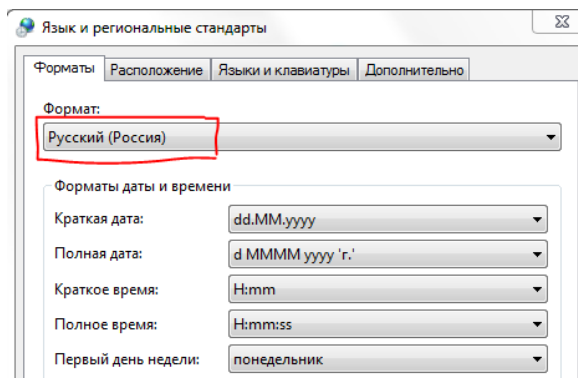 Язык и региональные стандарты
Форматы Расположение Языки и клавиатуры Дополнительно
Формат:
Русский (Россия)
Форматы даты и времени
Краткая дата: dd.MM.yyyy
Полная дата: d MMMM yyyy 'г.'
Краткое время: H:mm
Полное время: H:mm:ss
Первый день недели: понедельник